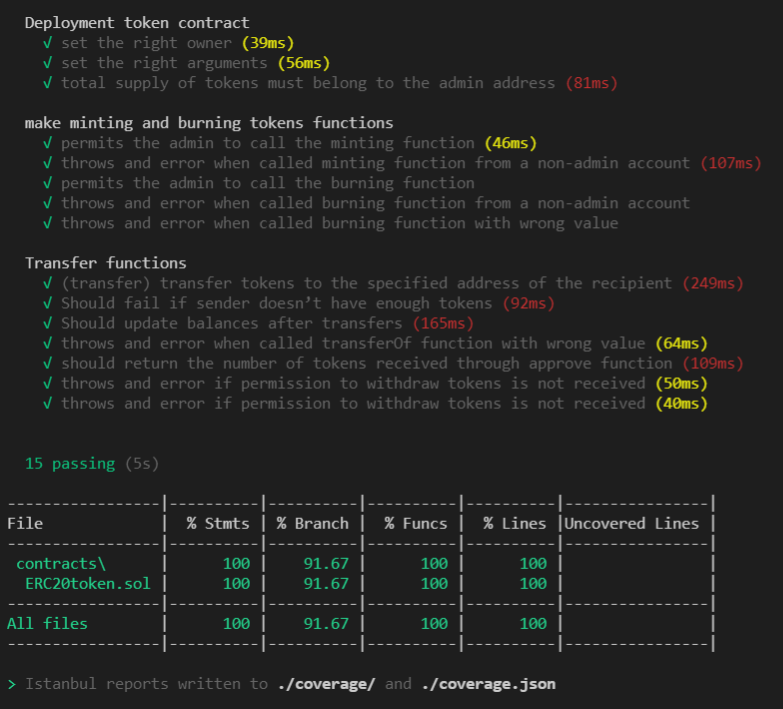 Deployment token contract
√ set the right owner (39ms)
√ set the right arguments (56ms)
√ total supply of tokens must belong to the admin address (81ms)
make minting and burning tokens functions
√ permits the admin to call the minting function (46ms)
√ throws and error when called minting function from a non-admin account (107ms)
√ permits the admin to call the burning function
√ throws and error when called burning function from a non-admin account
√ throws and error when called burning function with wrong value
Transfer functions
√ (transfer) transfer tokens to the specified address of the recipient (249ms)
√ Should fail if sender doesn’t have enough tokens (92ms)
√ Should update balances after transfers (165ms)
√ throws and error when called transferOf function with wrong value (64ms)
√ should return the number of tokens received through approve function (109ms)
√ throws and error if permission to withdraw tokens is not received (50ms)
√ throws and error if permission to withdraw tokens is not received (40ms)
15 passing (5s)
-----------------|----------|----------|----------|----------|----------------|
File             |  % Stmts | % Branch |  % Funcs |  % Lines |Uncovered Lines |
-----------------|----------|----------|----------|----------|----------------|
 contracts\      |      100 |    91.67 |      100 |      100 |                |
  ERC20token.sol |      100 |    91.67 |      100 |      100 |                |
-----------------|----------|----------|----------|----------|----------------|
All files        |      100 |    91.67 |      100 |      100 |                |
-----------------|----------|----------|----------|----------|----------------|
> Istanbul reports written to ./coverage/ and ./coverage.json